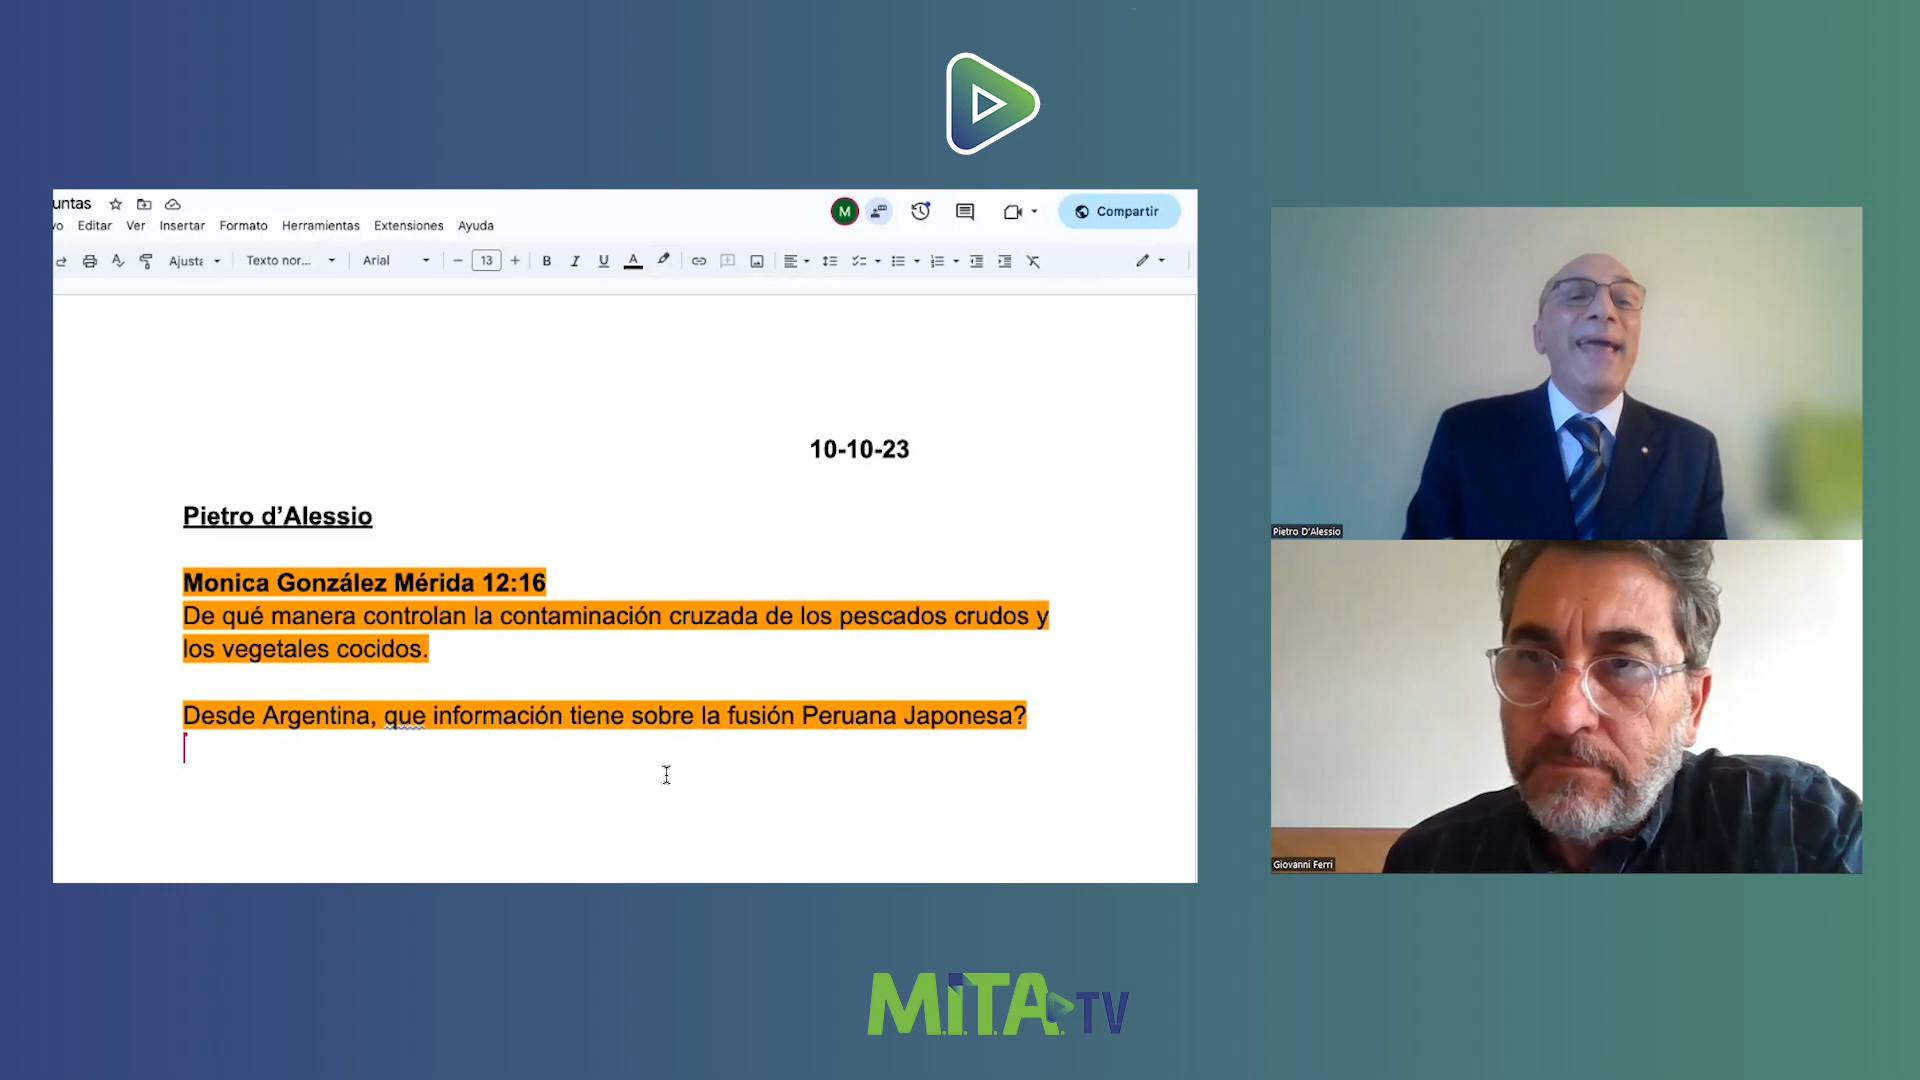 untas
M
Compartir
vo Editar Ver Insertar Formato Herramientas Extensiones Ayuda
Ajusta Texto nor... Arial − 13 + B I U A
10-10-23
Pietro d’Alessio
Monica González Mérida 12:16
De qué manera controlan la contaminación cruzada de los pescados crudos y
los vegetales cocidos.
Desde Argentina, que información tiene sobre la fusión Peruana Japonesa?
Pietro D'Alessio
Giovanni Ferri
M.I.T.A. TV